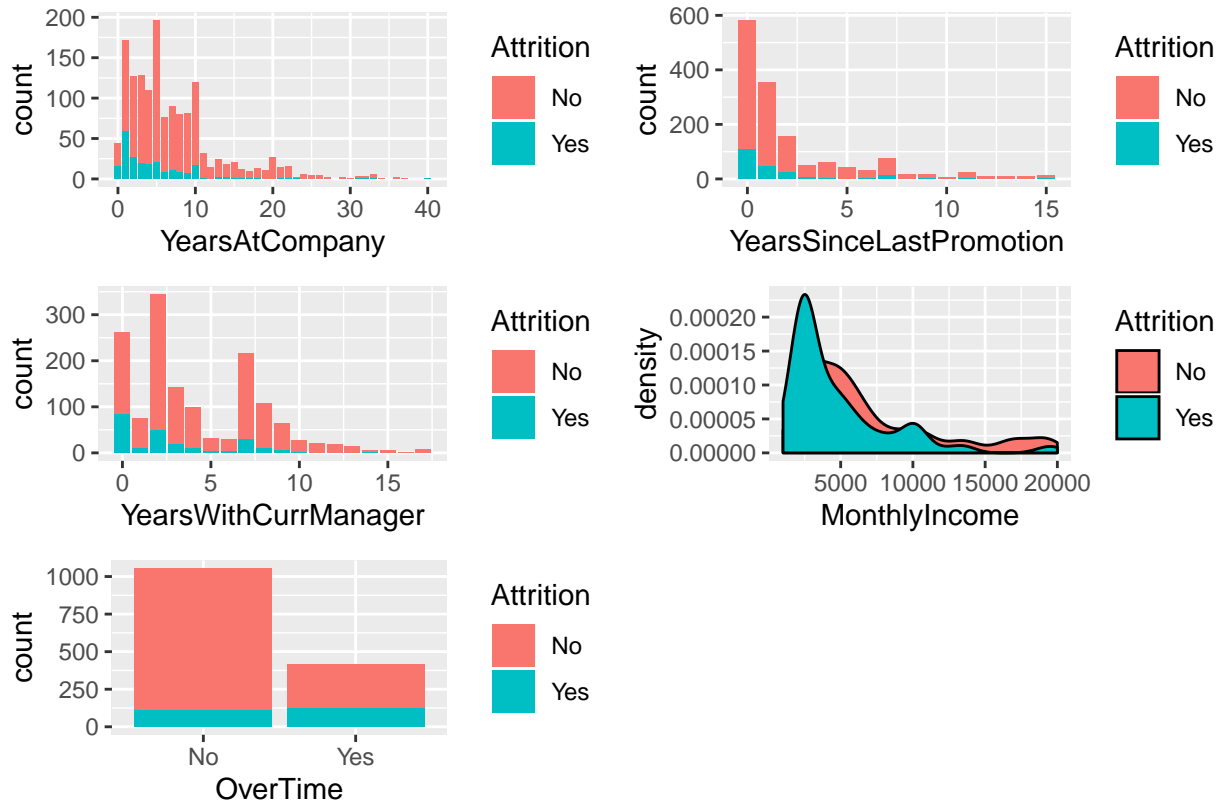 200
150
100
50
0
count
0 10 20 30 40
YearsAtCompany
Attrition
No
Yes
600
400
200
0
count
0 5 10 15
YearsSinceLastPromotion
Attrition
No
Yes
300
200
100
0
count
0 5 10 15
YearsWithCurrManager
Attrition
No
Yes
0.00020
0.00015
0.00010
0.00005
0.00000
density
5000 10000 15000 20000
MonthlyIncome
Attrition
No
Yes
1000
750
500
250
0
count
No Yes
OverTime
Attrition
No
Yes